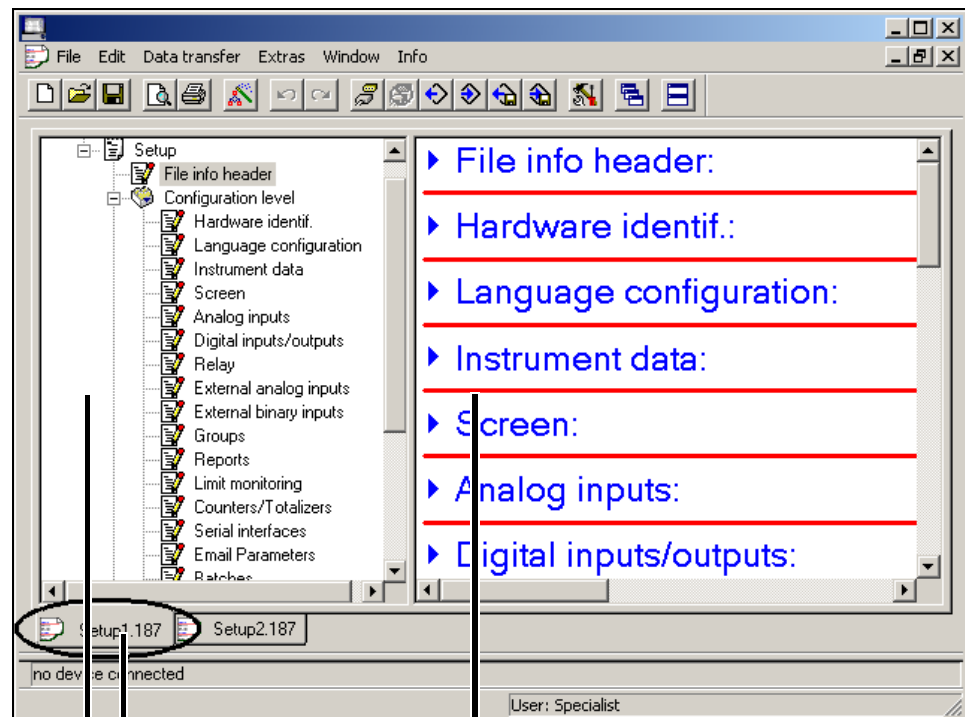 File Edit Data transfer Extras Window Info
Setup
File info header
Configuration level
Hardware identif.
Language configuration
Instrument data
Screen
Analog inputs
Digital inputs/outputs
Relay
External analog inputs
External binary inputs
Groups
Reports
Limit monitoring
Counters/Totalizers
Serial interfaces
Email Parameters
Batches
File info header:
Hardware identif.:
Language configuration:
Instrument data:
Screen:
Analog inputs:
Digital inputs/outputs:
Setup1.187 Setup2.187
no device connected
User: Specialist